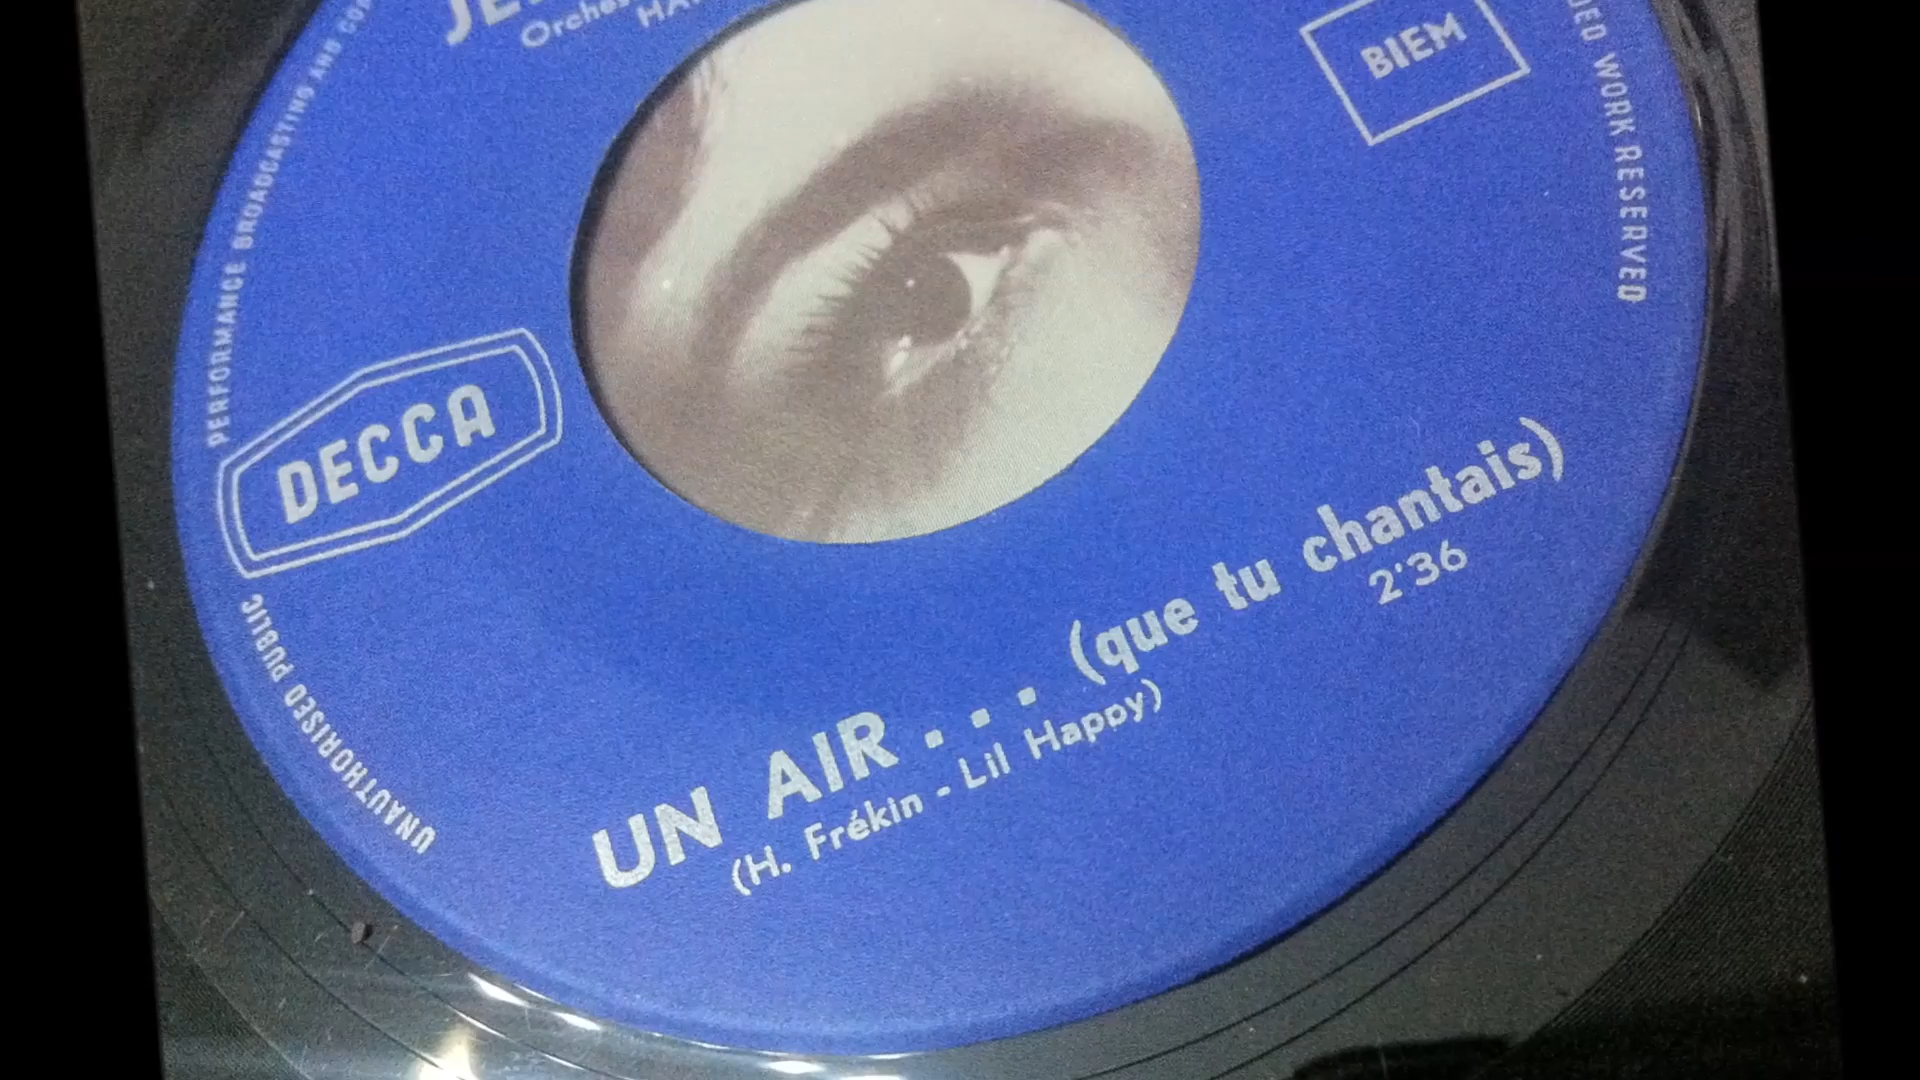 BIEM
PERFORMANCE BROADCASTING AND
WORK RESERVED
DECCA
UNAUTHORISED PUBLIC
UN AIR . . . (que tu chantais)
2'36
(H. Frékin - Lil Happy)